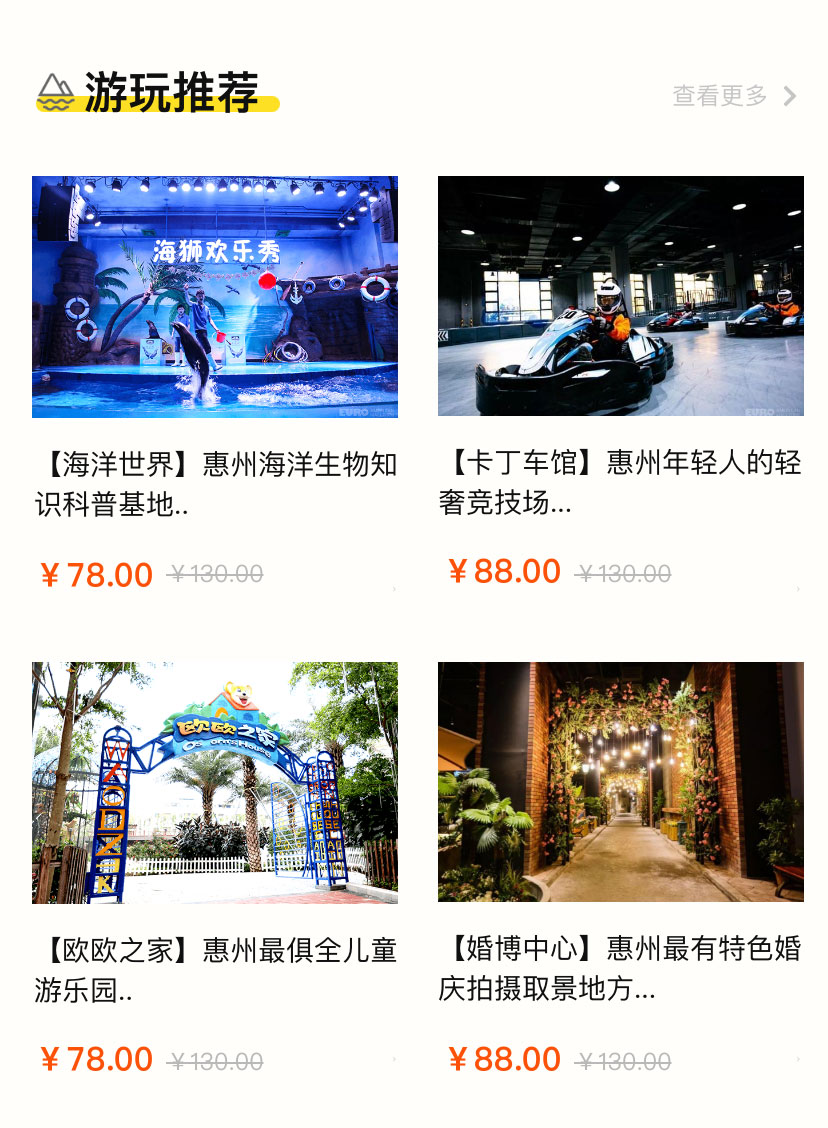 游玩推荐
查看更多
海狮欢乐秀
EURO
EURO
【海洋世界】惠州海洋生物知
识科普基地..
【卡丁车馆】惠州年轻人的轻
奢竞技场...
¥ 78.00 ¥ 130.00
¥ 88.00 ¥ 130.00
欧欧之家
【欧欧之家】惠州最俱全儿童
游乐园..
【婚博中心】惠州最有特色婚
庆拍摄取景地方...
¥ 78.00 ¥ 130.00
¥ 88.00 ¥ 130.00